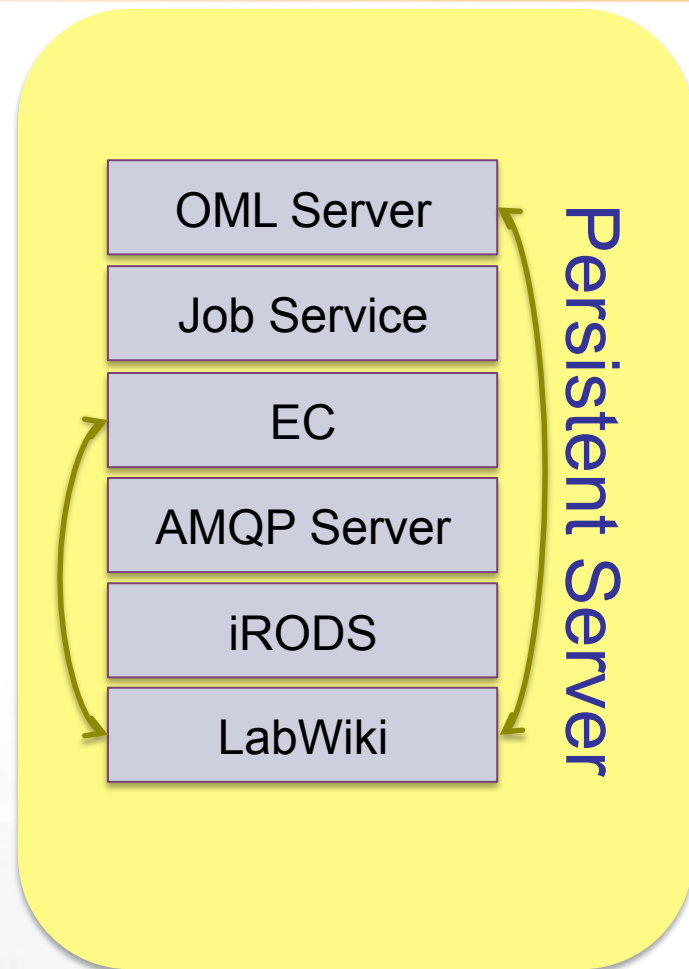 OML Server
Job Service
EC
AMQP Server
iRODS
LabWiki
Persistent Server